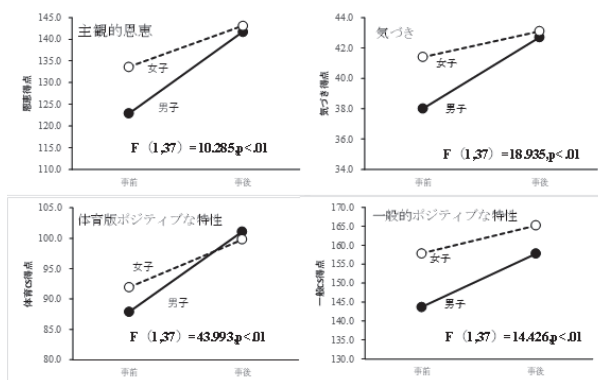 主観的恩恵
恩恵得点
145.0
140.0
135.0
130.0
125.0
120.0
115.0
110.0
女子
男子
F（1,37）=10.285,p<.01
事前
事後
気づき
気づき得点
44.0
42.0
40.0
38.0
36.0
34.0
女子
男子
F（1,37）=18.935,p<.01
事前
事後
体育版ポジティブな特性
体育CS得点
105.0
100.0
95.0
90.0
85.0
80.0
女子
男子
F（1,37）=43.993,p<.01
事前
事後
一般的ポジティブな特性
一般CS得点
170.0
165.0
160.0
155.0
150.0
145.0
140.0
135.0
130.0
女子
男子
F（1,37）=14.426,p<.01
事前
事後